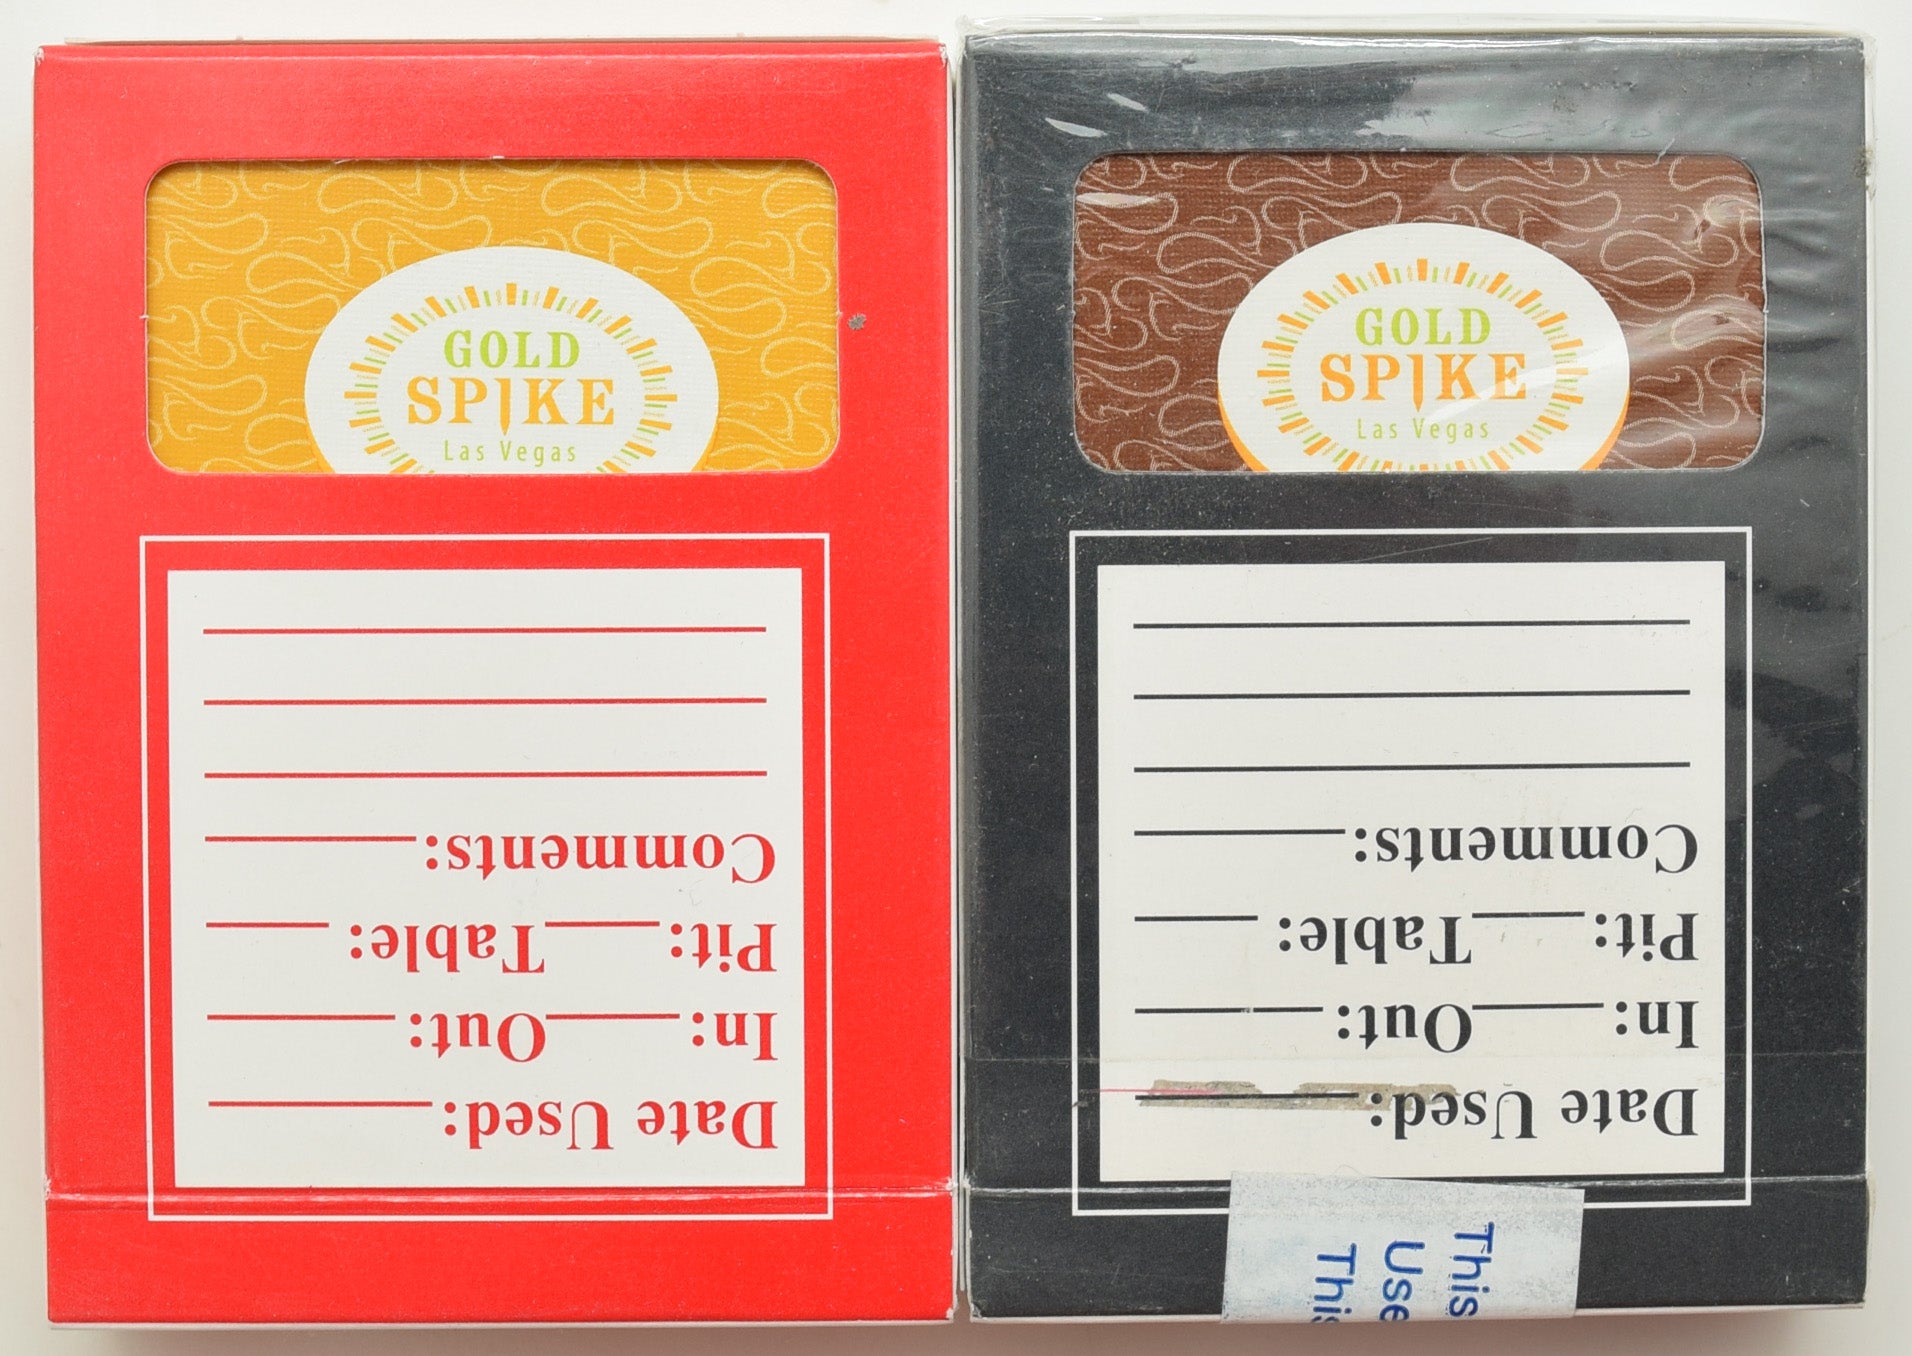 GOLD
SPIKE
Las Vegas
Date Used:
In: Out:
Pit: Table:
Comments:
GOLD
SPIKE
Las Vegas
Date Used:
In: Out:
Pit: Table:
Comments:
This
Use
This